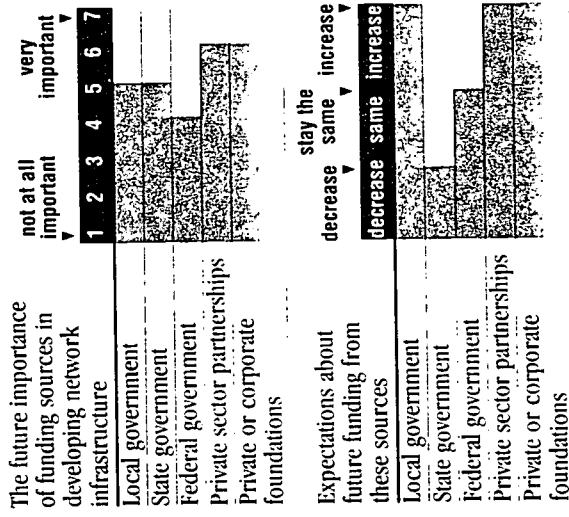 The future importance
of funding sources in
developing network
infrastructure
not at all
important
very
important
1 2 3 4 5 6 7
Local government
State government
Federal government
Private sector partnerships
Private or corporate
foundations
Expectations about
future funding from
these sources
decrease
stay the
same
increase
decrease same increase
Local government
State government
Federal government
Private sector partnerships
Private or corporate
foundations